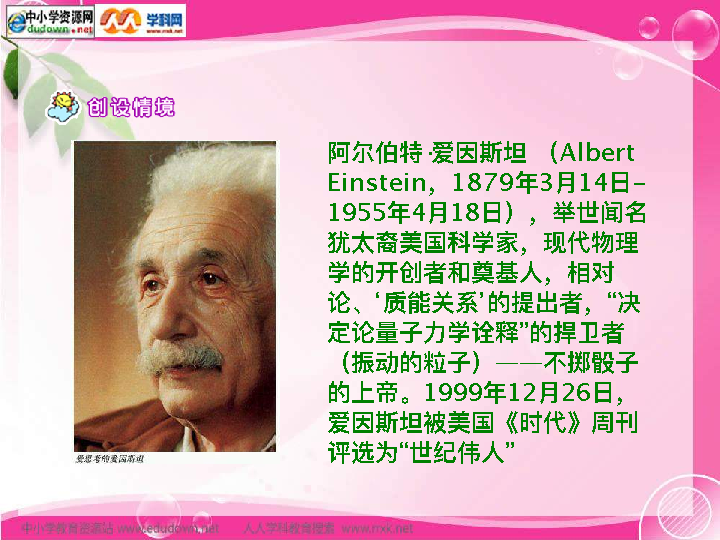 中小学资源网
dudown.net
学科网
www.nxk.net
创设情境
阿尔伯特·爱因斯坦 （Albert
Einstein，1879年3月14日-
1955年4月18日），举世闻名
犹太裔美国科学家，现代物理
学的开创者和奠基人，相对
论、‘质能关系’的提出者，“决
定论量子力学诠释”的捍卫者
（振动的粒子）——不掷骰子
的上帝。1999年12月26日，
爱因斯坦被美国《时代》周刊
评选为“世纪伟人”
爱思考的爱因斯坦
中小学教育资源站 www.edudown.net 人人学科教育搜索 www.rrxk.net